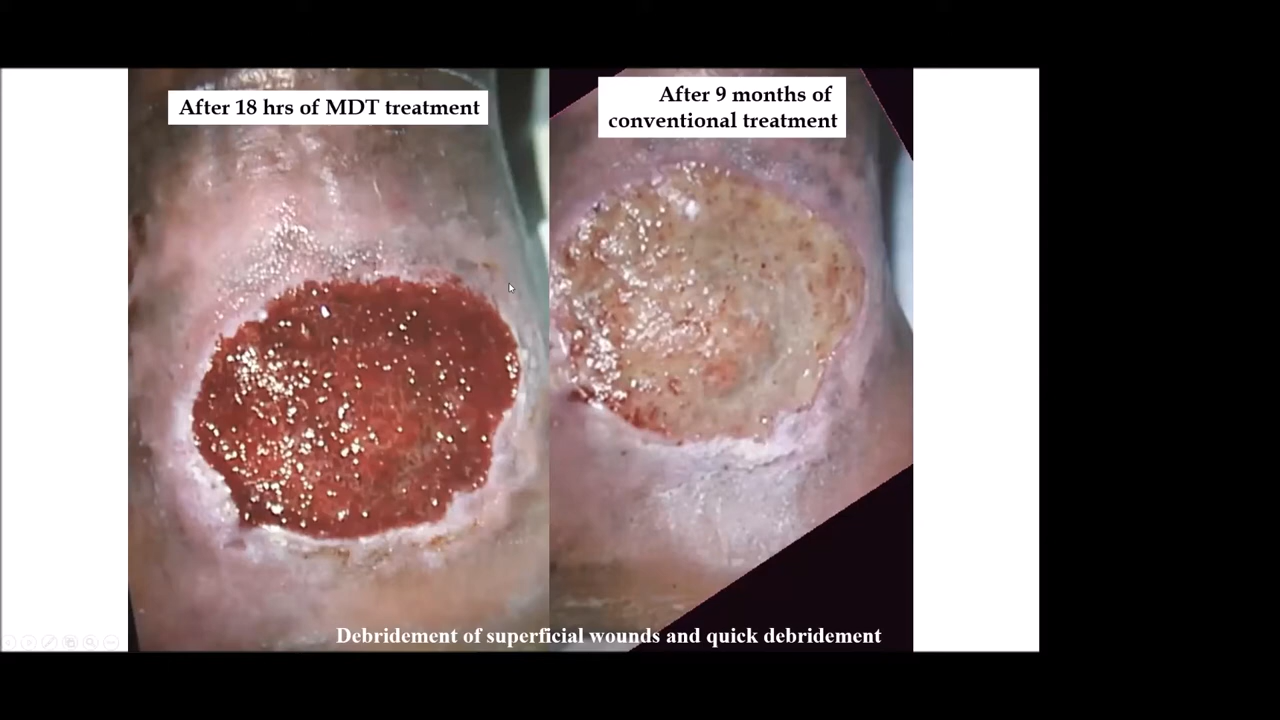 After 18 hrs of MDT treatment
After 9 months of
conventional treatment
Debridement of superficial wounds and quick debridement